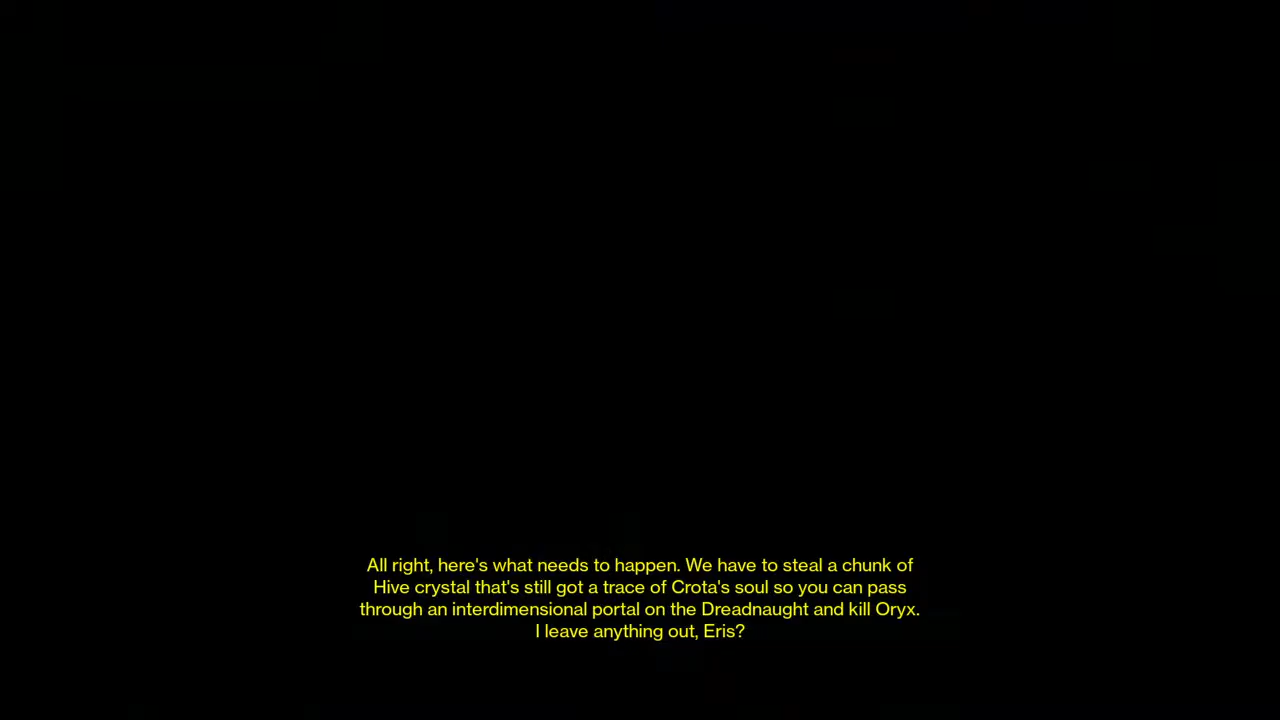 All right, here's what needs to happen. We have to steal a chunk of
Hive crystal that's still got a trace of Crota's soul so you can pass
through an interdimensional portal on the Dreadnaught and kill Oryx.
I leave anything out, Eris?